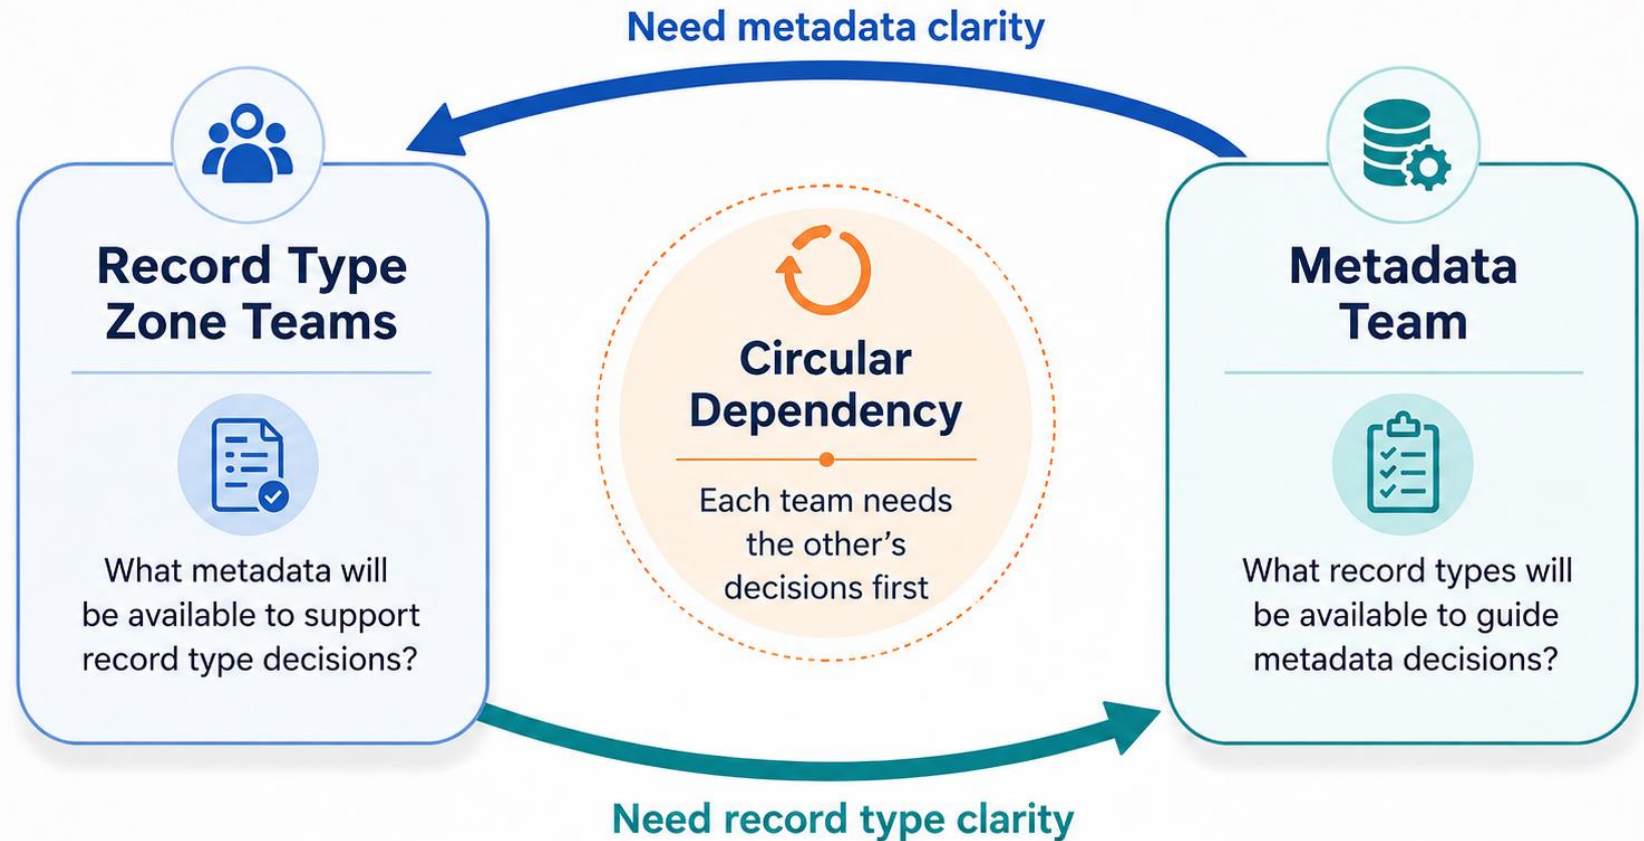 Need metadata clarity
Record Type
Zone Teams
What metadata will
be available to support
record type decisions?
Circular
Dependency
Each team needs
the other’s
decisions first
Metadata
Team
What record types will
be available to guide
metadata decisions?
Need record type clarity